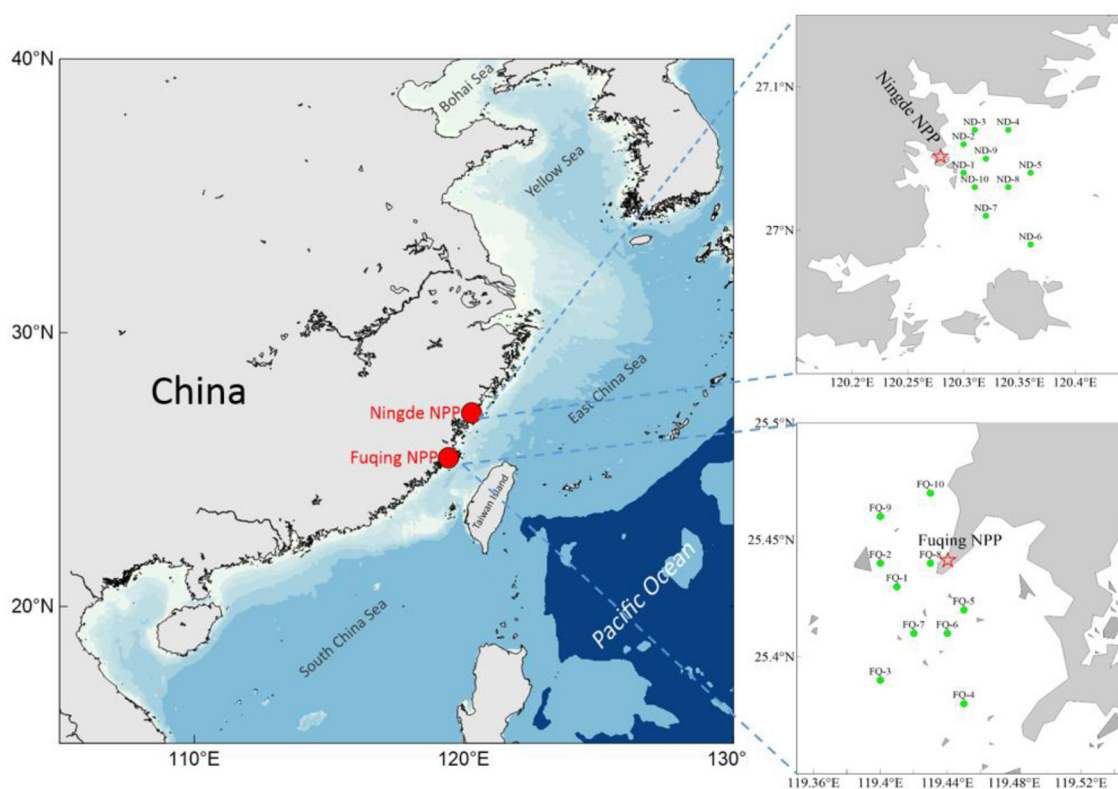 40°N
30°N
20°N
110°E
120°E
130°
Bohai Sea
Yellow Sea
East China Sea
South China Sea
Pacific Ocean
Taiwan Island
China
Ningde NPP
Fuqing NPP
27.1°N
27°N
120.2°E
120.25°E
120.3°E
120.35°E
120.4°E
Ningde NPP
ND-3
ND-4
ND-2
ND-9
ND-1
ND-5
ND-10
ND-8
ND-7
ND-6
25.5°N
25.45°N
25.4°N
119.36°E
119.4°E
119.44°E
119.48°E
119.52°E
FQ-10
FQ-9
Fuqing NPP
FQ-2
FQ-8
FQ-1
FQ-5
FQ-7
FQ-6
FQ-3
FQ-4